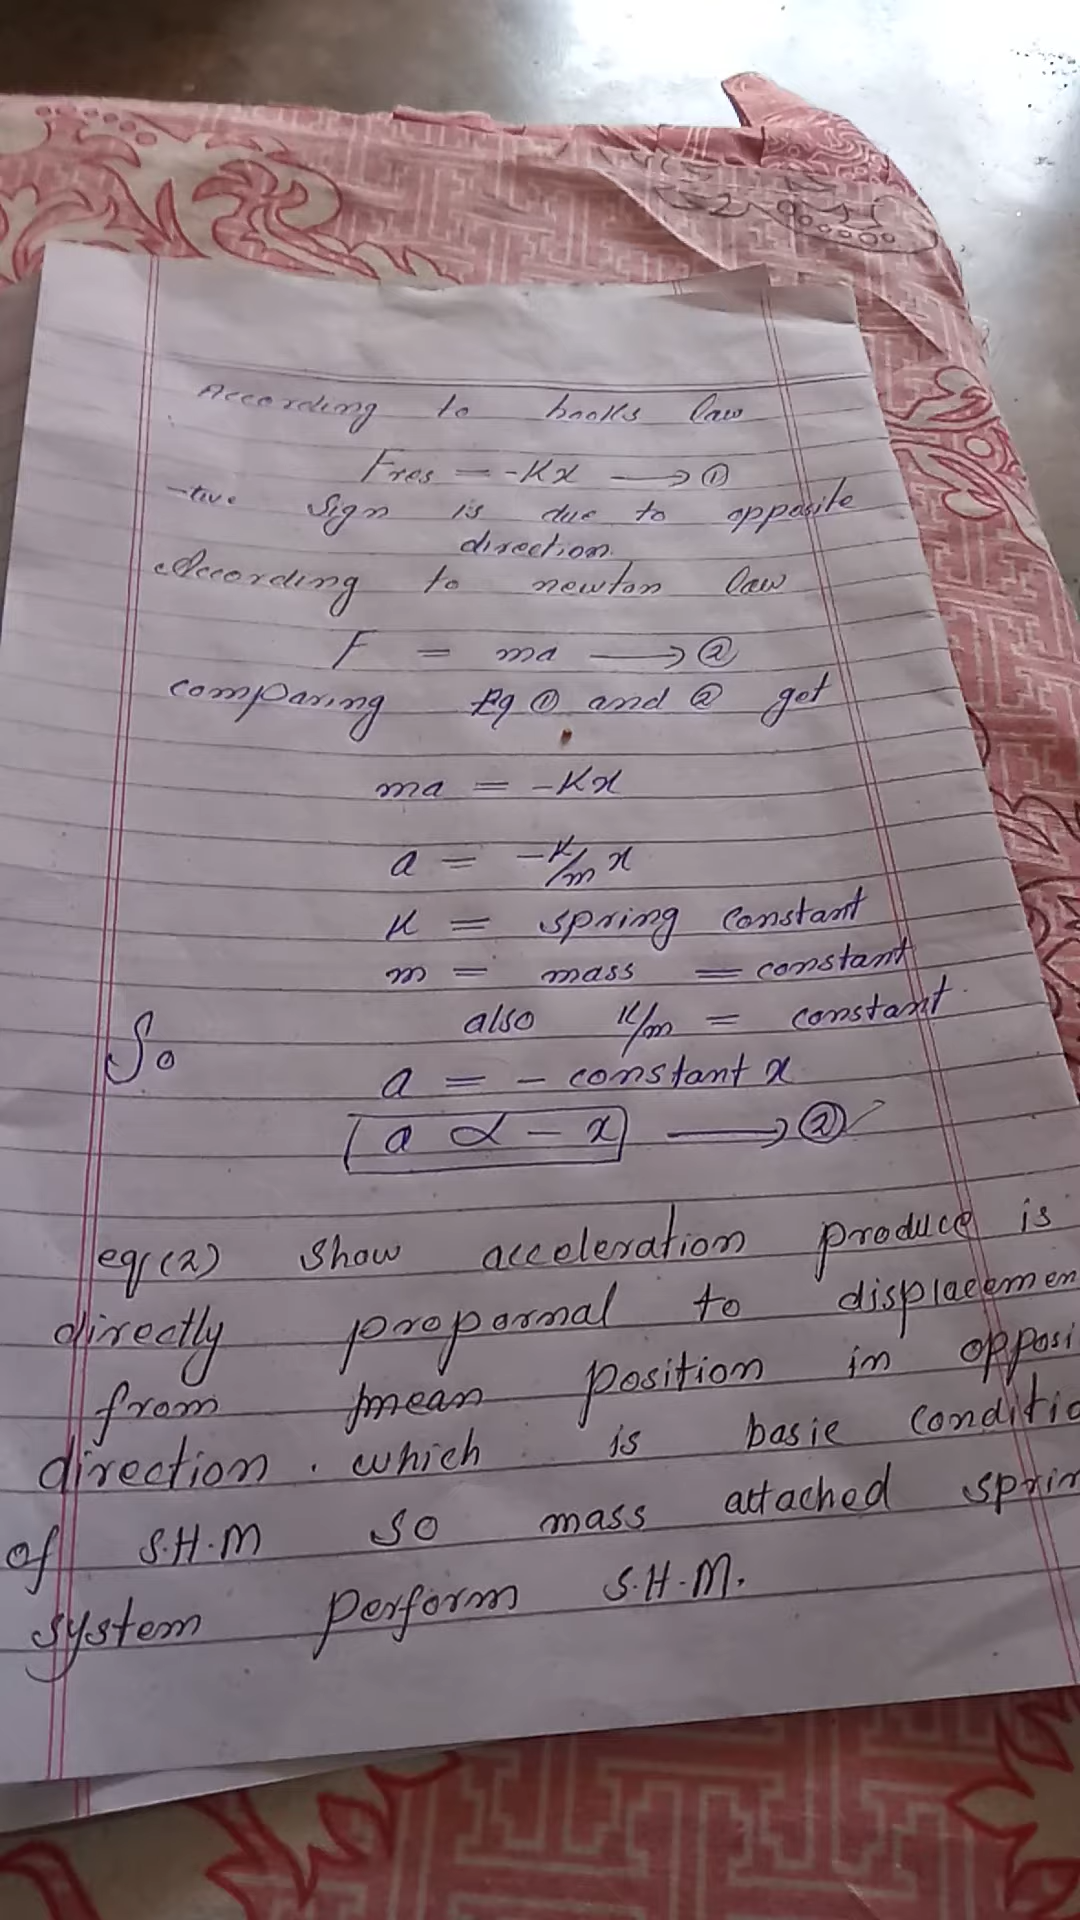 According to hooks law
Fres = -Kx → ①
-tive Sign is due to opposite
direction.
According to newton law
F = ma → ②
comparing Eq ① and ② get
ma = -Kx
a = -K/m x
K = spring constant
m = mass = constant
also K/m = constant
So
a = - constant x
a α - x → ②
eq(2) show acceleration produce is
directly propornal to displacemen
from mean position in opposi
direction. which is basic conditio
of S.H.M so mass attached sprin
system perform S.H.M.